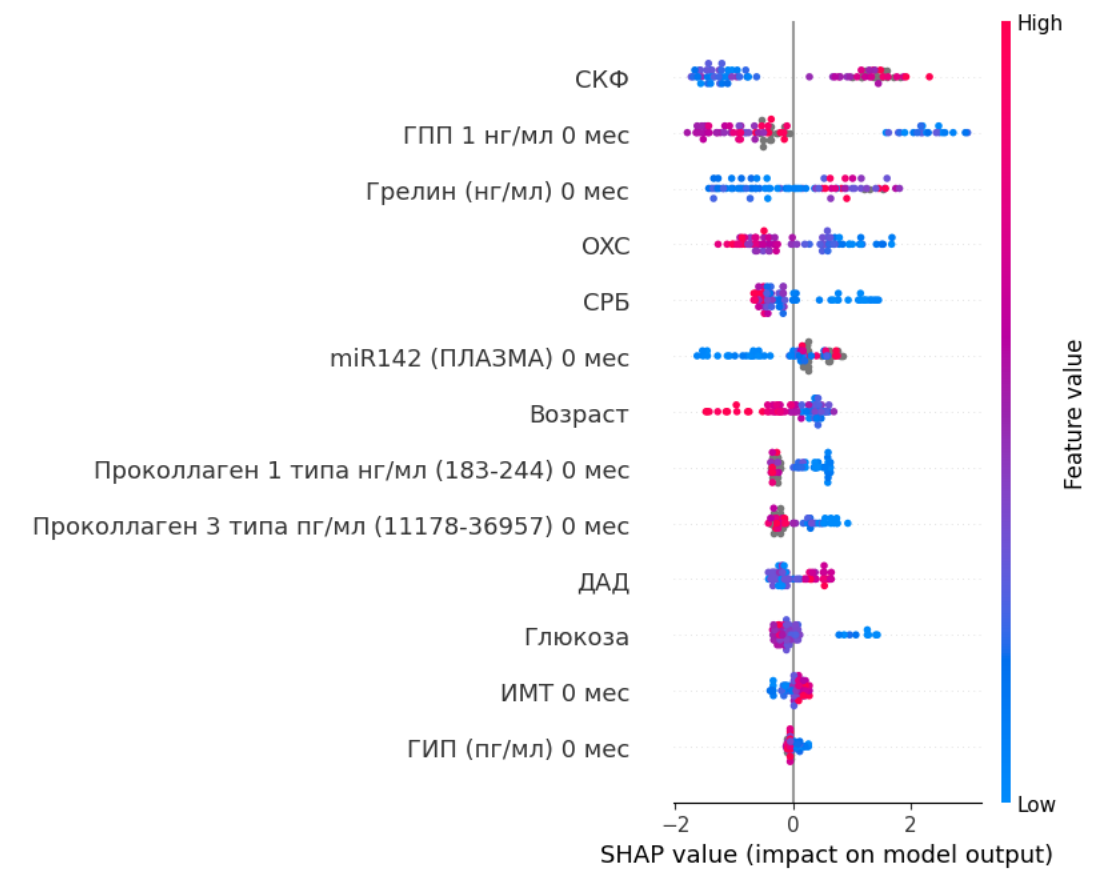 High
СКФ
ГПП 1 нг/мл 0 мес
Грелин (нг/мл) 0 мес
ОХС
СРБ
miR142 (ПЛАЗМА) 0 мес
Возраст
Проколлаген 1 типа нг/мл (183-244) 0 мес
Проколлаген 3 типа пг/мл (11178-36957) 0 мес
ДАД
Глюкоза
ИМТ 0 мес
ГИП (пг/мл) 0 мес
Feature value
Low
−2 0 2
SHAP value (impact on model output)